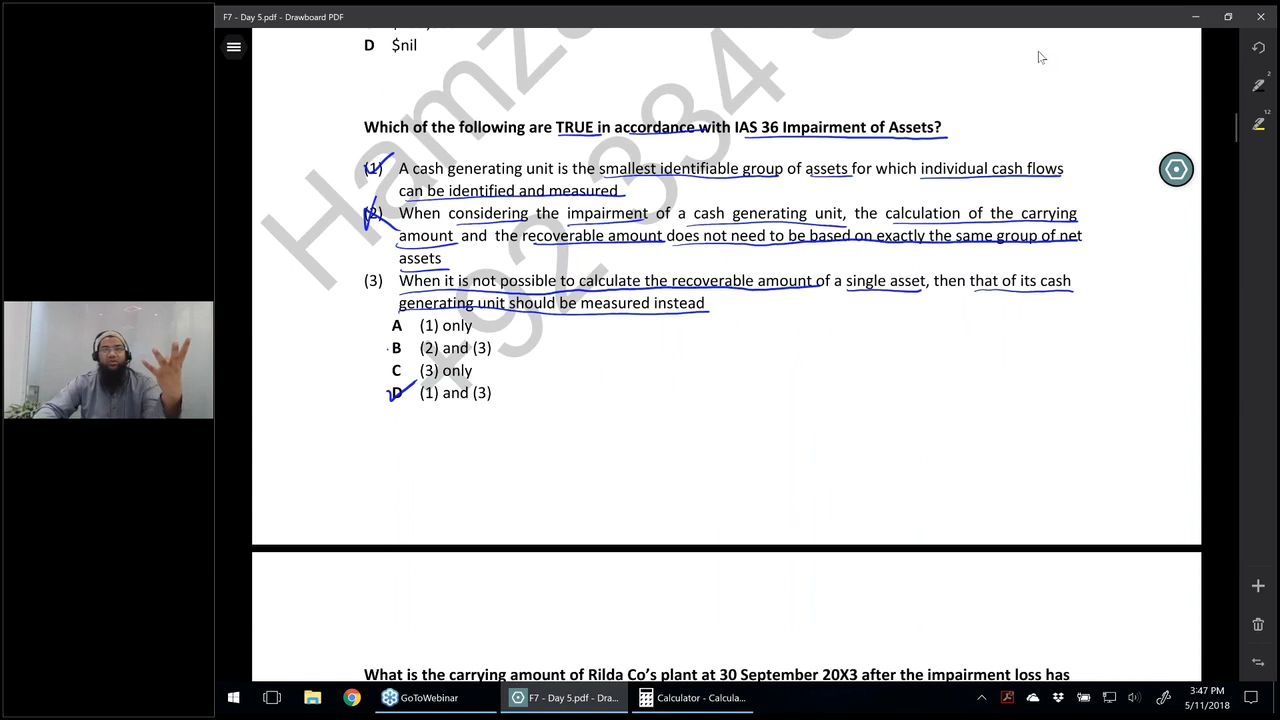 F7 - Day 5.pdf - Drawboard PDF
D $nil
Which of the following are TRUE in accordance with IAS 36 Impairment of Assets?
(1) A cash generating unit is the smallest identifiable group of assets for which individual cash flows
can be identified and measured
(2) When considering the impairment of a cash generating unit, the calculation of the carrying
amount and the recoverable amount does not need to be based on exactly the same group of net
assets
(3) When it is not possible to calculate the recoverable amount of a single asset, then that of its cash
generating unit should be measured instead
A (1) only
B (2) and (3)
C (3) only
D (1) and (3)
Hamza
+92 334
What is the carrying amount of Rilda Co's plant at 30 September 20X3 after the impairment loss has
2
12
GoToWebinar
F7 - Day 5.pdf - Dra...
Calculator - Calcula...
3:47 PM
5/11/2018